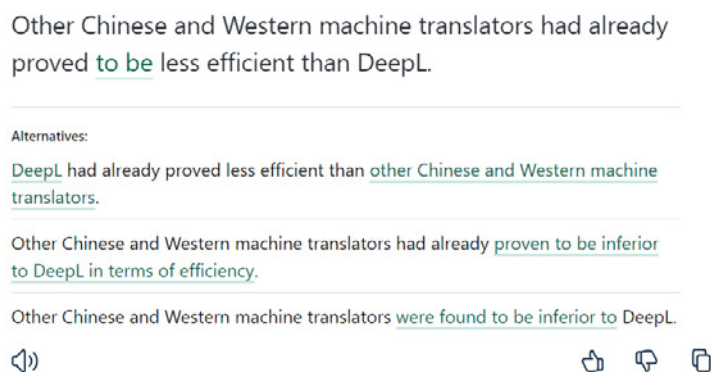 Other Chinese and Western machine translators had already
proved to be less efficient than DeepL.
Alternatives:
DeepL had already proved less efficient than other Chinese and Western machine
translators.
Other Chinese and Western machine translators had already proven to be inferior
to DeepL in terms of efficiency.
Other Chinese and Western machine translators were found to be inferior to DeepL.